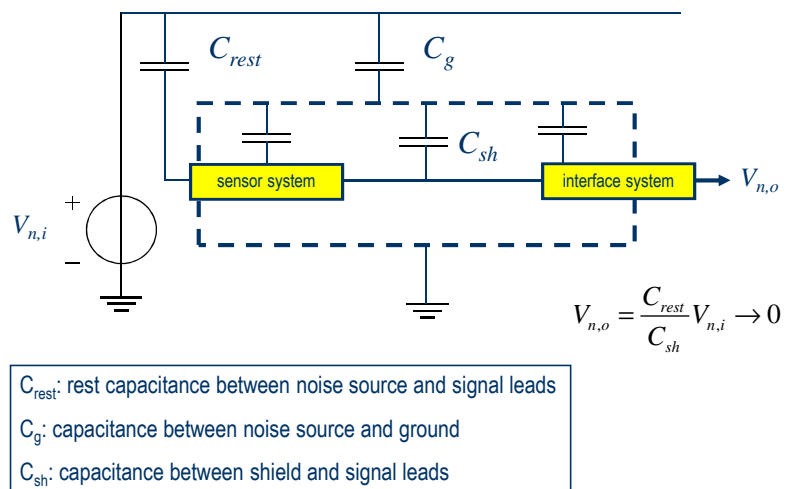 C_rest
C_g
C_sh
sensor system
interface system
V_n,o
+
V_n,i
−
V_n,o = C_rest / C_sh V_n,i → 0
C_rest: rest capacitance between noise source and signal leads
C_g: capacitance between noise source and ground
C_sh: capacitance between shield and signal leads